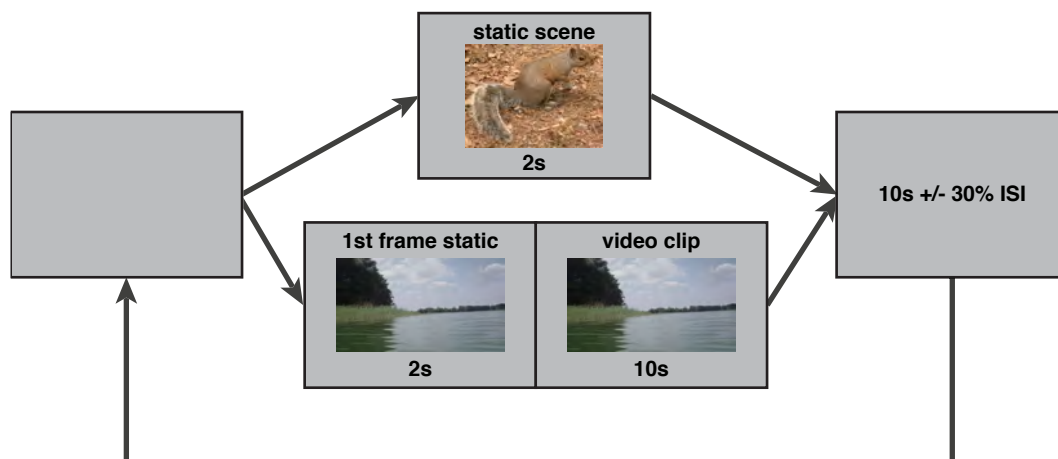 static scene
2s
10s +/- 30% ISI
1st frame static
video clip
2s
10s